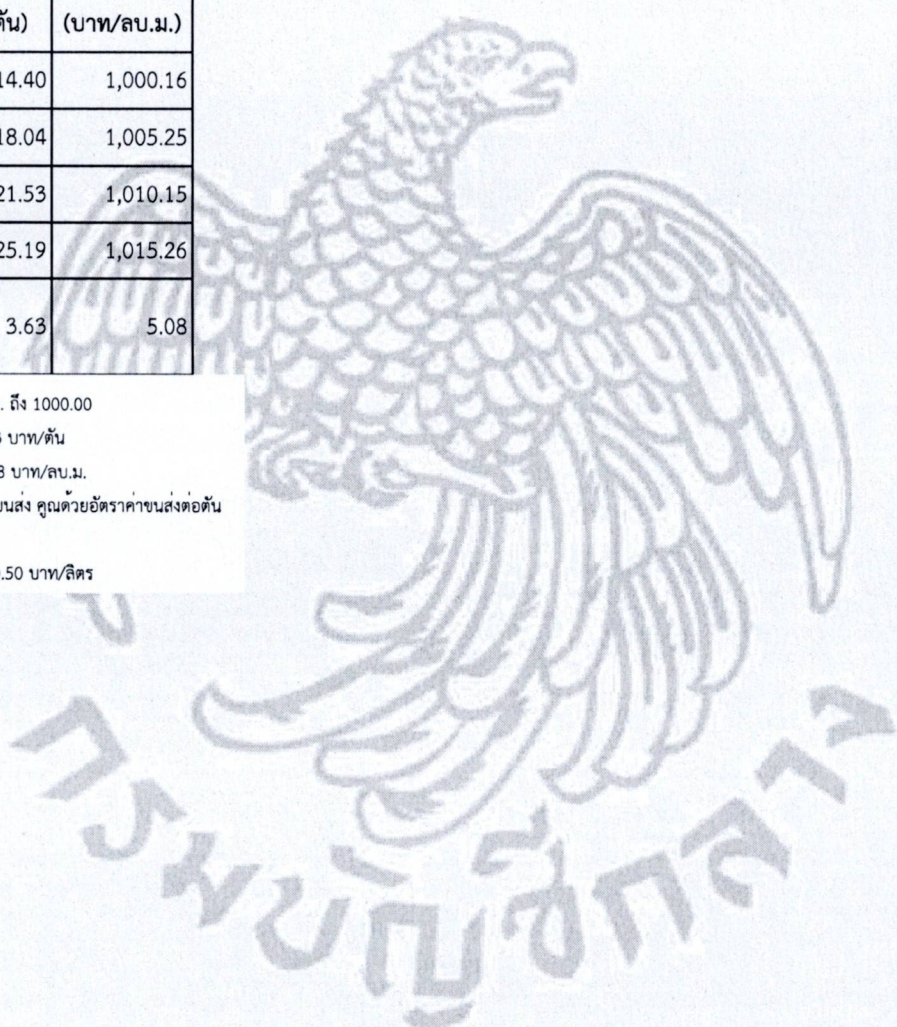 ตัน) (บาท/ลบ.ม.)
14.40 1,000.16
18.04 1,005.25
21.53 1,010.15
25.19 1,015.26
3.63 5.08
. ถึง 1000.00
บาท/ตัน
บาท/ลบ.ม.
ขนส่ง คูณด้วยอัตราค่าขนส่งต่อตัน
.50 บาท/ลิตร
กรมบัญชีกลาง